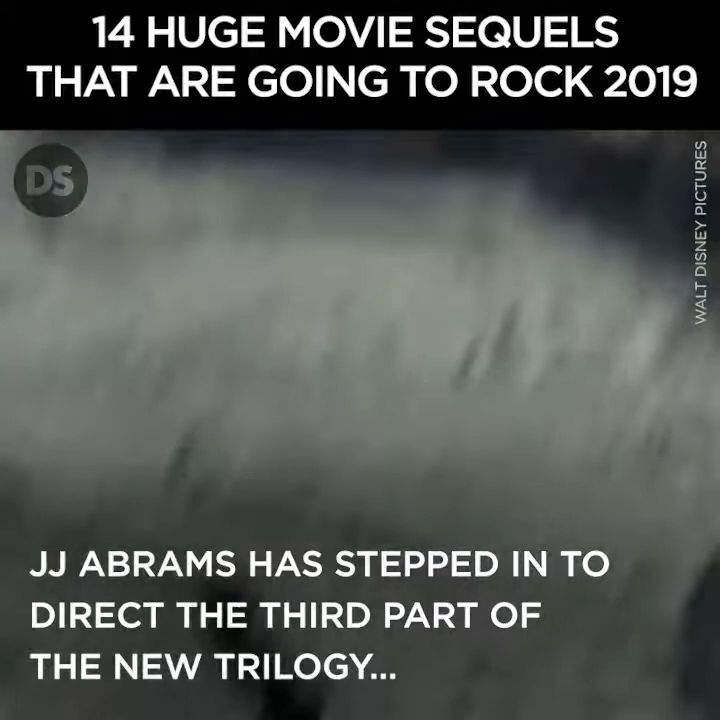 14 HUGE MOVIE SEQUELS
THAT ARE GOING TO ROCK 2019
DS
WALT DISNEY PICTURES
JJ ABRAMS HAS STEPPED IN TO
DIRECT THE THIRD PART OF
THE NEW TRILOGY...